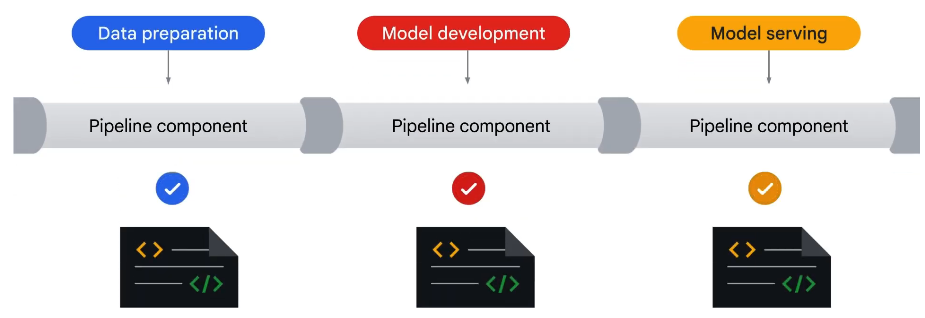 Data preparation
Model development
Model serving
Pipeline component
Pipeline component
Pipeline component
<>
</>
<>
</>
<>
</>